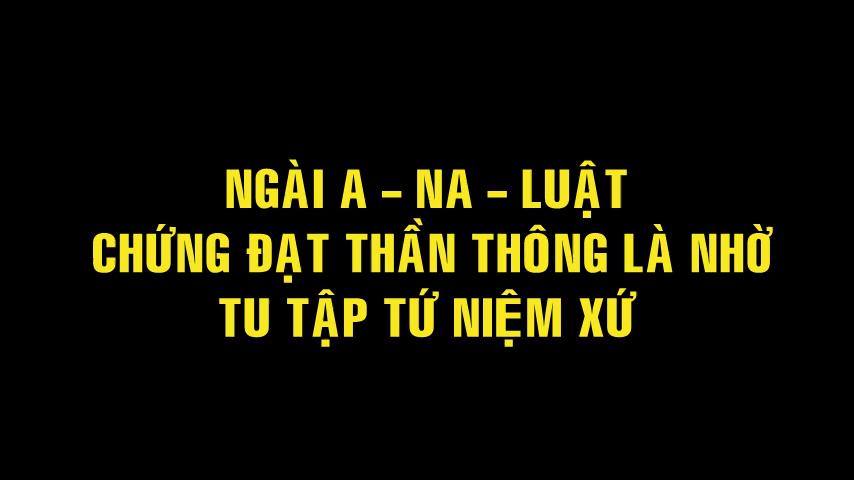 NGÀI A – NA – LUẬT
CHỨNG ĐẠT THẦN THÔNG LÀ NHỜ
TU TẬP TỨ NIỆM XỨ